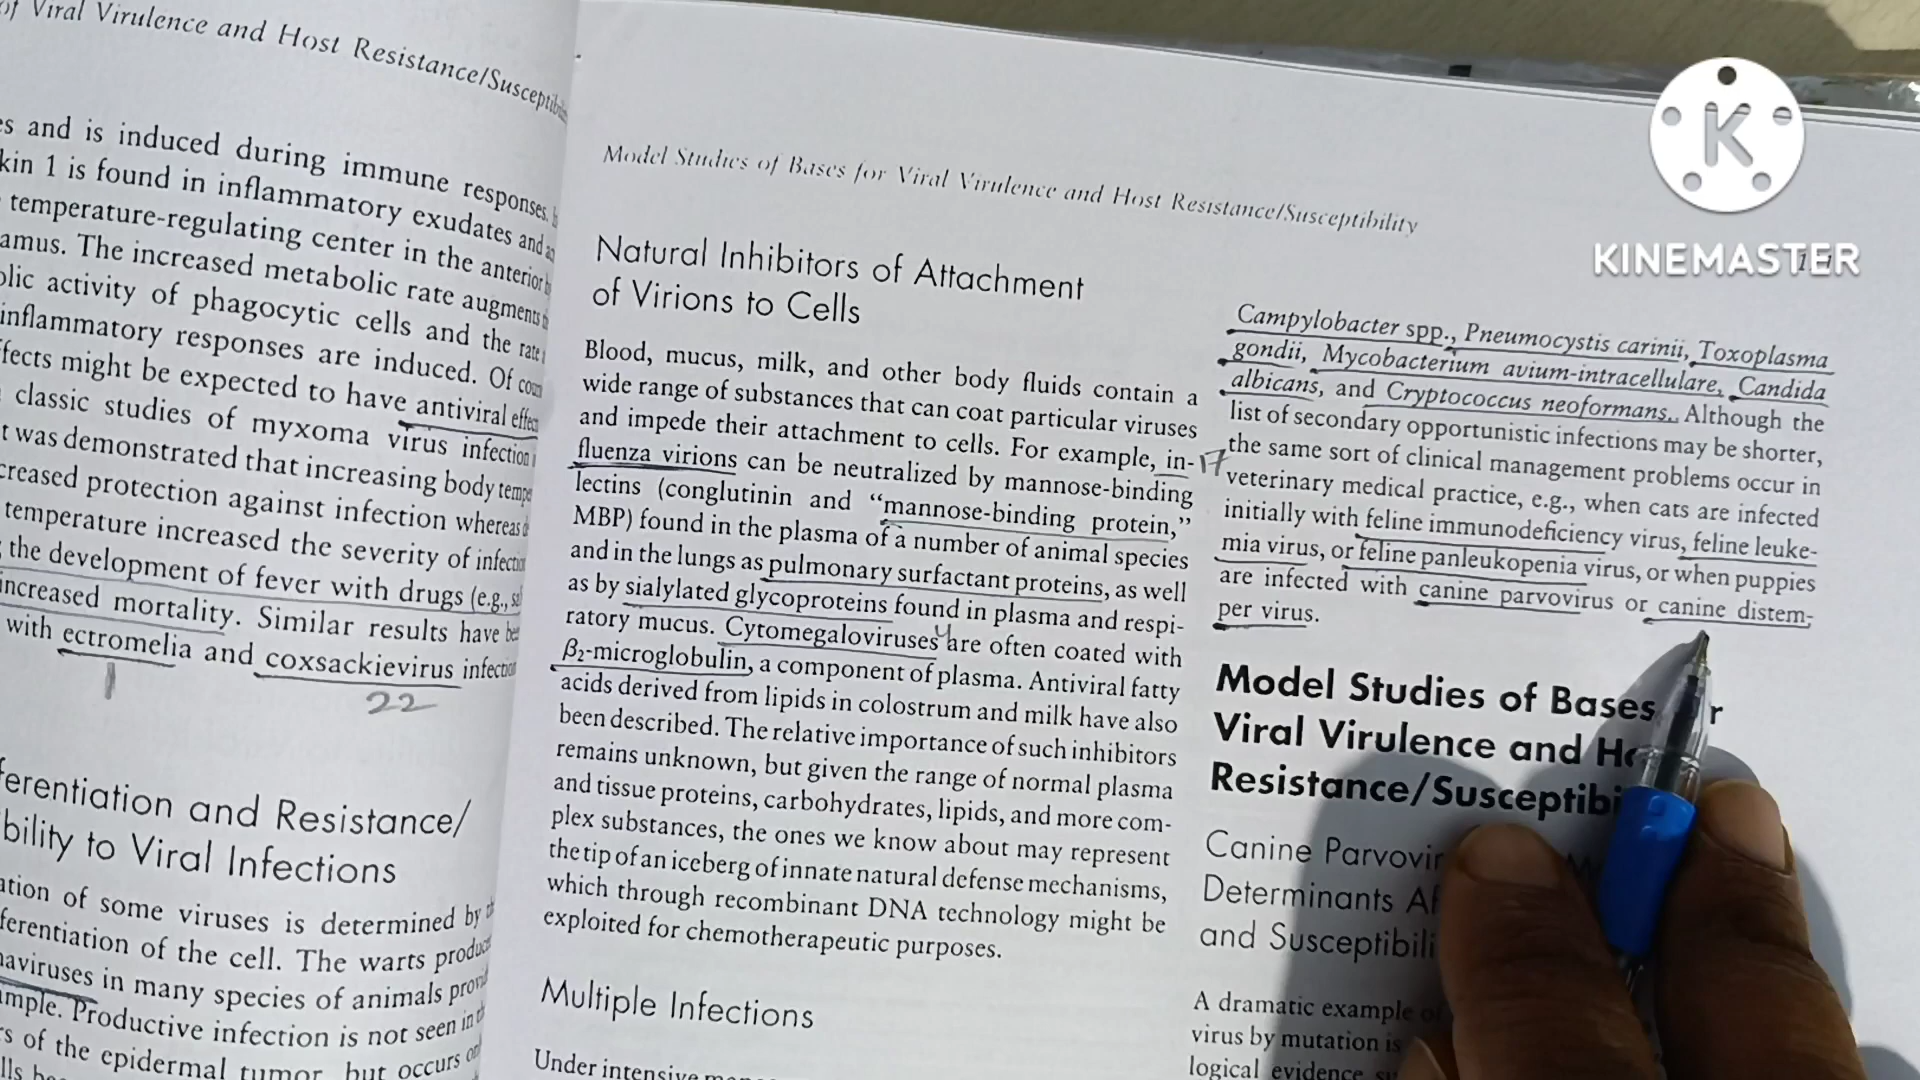 of Viral Virulence and Host Resistance/Susceptibili
es and is induced during immune responses.
kin 1 is found in inflammatory exudates and
temperature-regulating center in the anterior
amus. The increased metabolic rate augments
olic activity of phagocytic cells and the rate
inflammatory responses are induced. Of
fects might be expected to have antiviral effec
classic studies of myxoma virus infection
t was demonstrated that increasing body
creased protection against infection whereas
temperature increased the severity of infectio
the development of fever with drugs (e.g.,
increased mortality. Similar results have
with ectromelia and coxsackievirus infection
1
22
ferentiation and Resistance/
bility to Viral Infections
ation of some viruses is determined by
ferentiation of the cell. The warts produc
aviruses in many species of animals
ample. Productive infection is not seen in
rs of the epidermal tumor, but occurs
Model Studies of Bases for Viral Virulence and Host Resistance/Susceptibility
Natural Inhibitors of Attachment
of Virions to Cells
Blood, mucus, milk, and other body fluids contain a
wide range of substances that can coat particular viruses
and impede their attachment to cells. For example, in-
fluenza virions can be neutralized by mannose-binding
lectins (conglutinin and “mannose-binding protein,”
MBP) found in the plasma of a number of animal species
and in the lungs as pulmonary surfactant proteins, as well
as by sialylated glycoproteins found in plasma and respi-
ratory mucus. Cytomegaloviruses are often coated with
β2-microglobulin, a component of plasma. Antiviral fatty
acids derived from lipids in colostrum and milk have also
been described. The relative importance of such inhibitors
remains unknown, but given the range of normal plasma
and tissue proteins, carbohydrates, lipids, and more com-
plex substances, the ones we know about may represent
the tip of an iceberg of innate natural defense mechanisms,
which through recombinant DNA technology might be
exploited for chemotherapeutic purposes.
Multiple Infections
Under intensive
17
Campylobacter spp., Pneumocystis carinii, Toxoplasma
gondii, Mycobacterium avium-intracellulare, Candida
albicans, and Cryptococcus neoformans. Although the
list of secondary opportunistic infections may be shorter,
the same sort of clinical management problems occur in
veterinary medical practice, e.g., when cats are infected
initially with feline immunodeficiency virus, feline leuke-
mia virus, or feline panleukopenia virus, or when puppies
are infected with canine parvovirus or canine distem-
per virus.
Model Studies of Bases r
Viral Virulence and Ho
Resistance/Susceptibi
Canine Parvovir
Determinants Af
and Susceptibili
A dramatic example of
virus by mutation is
logical evidence
K
KINEMASTER